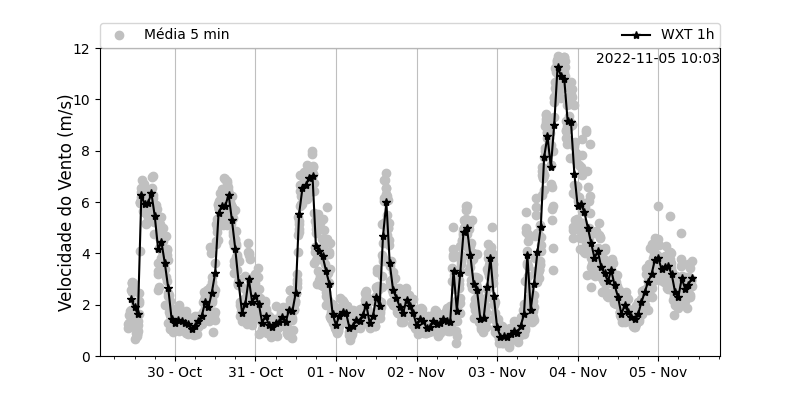 Média 5 min WXT 1h
2022-11-05 10:03
Velocidade do Vento (m/s)
12
10
8
6
4
2
0
30 - Oct 31 - Oct 01 - Nov 02 - Nov 03 - Nov 04 - Nov 05 - Nov